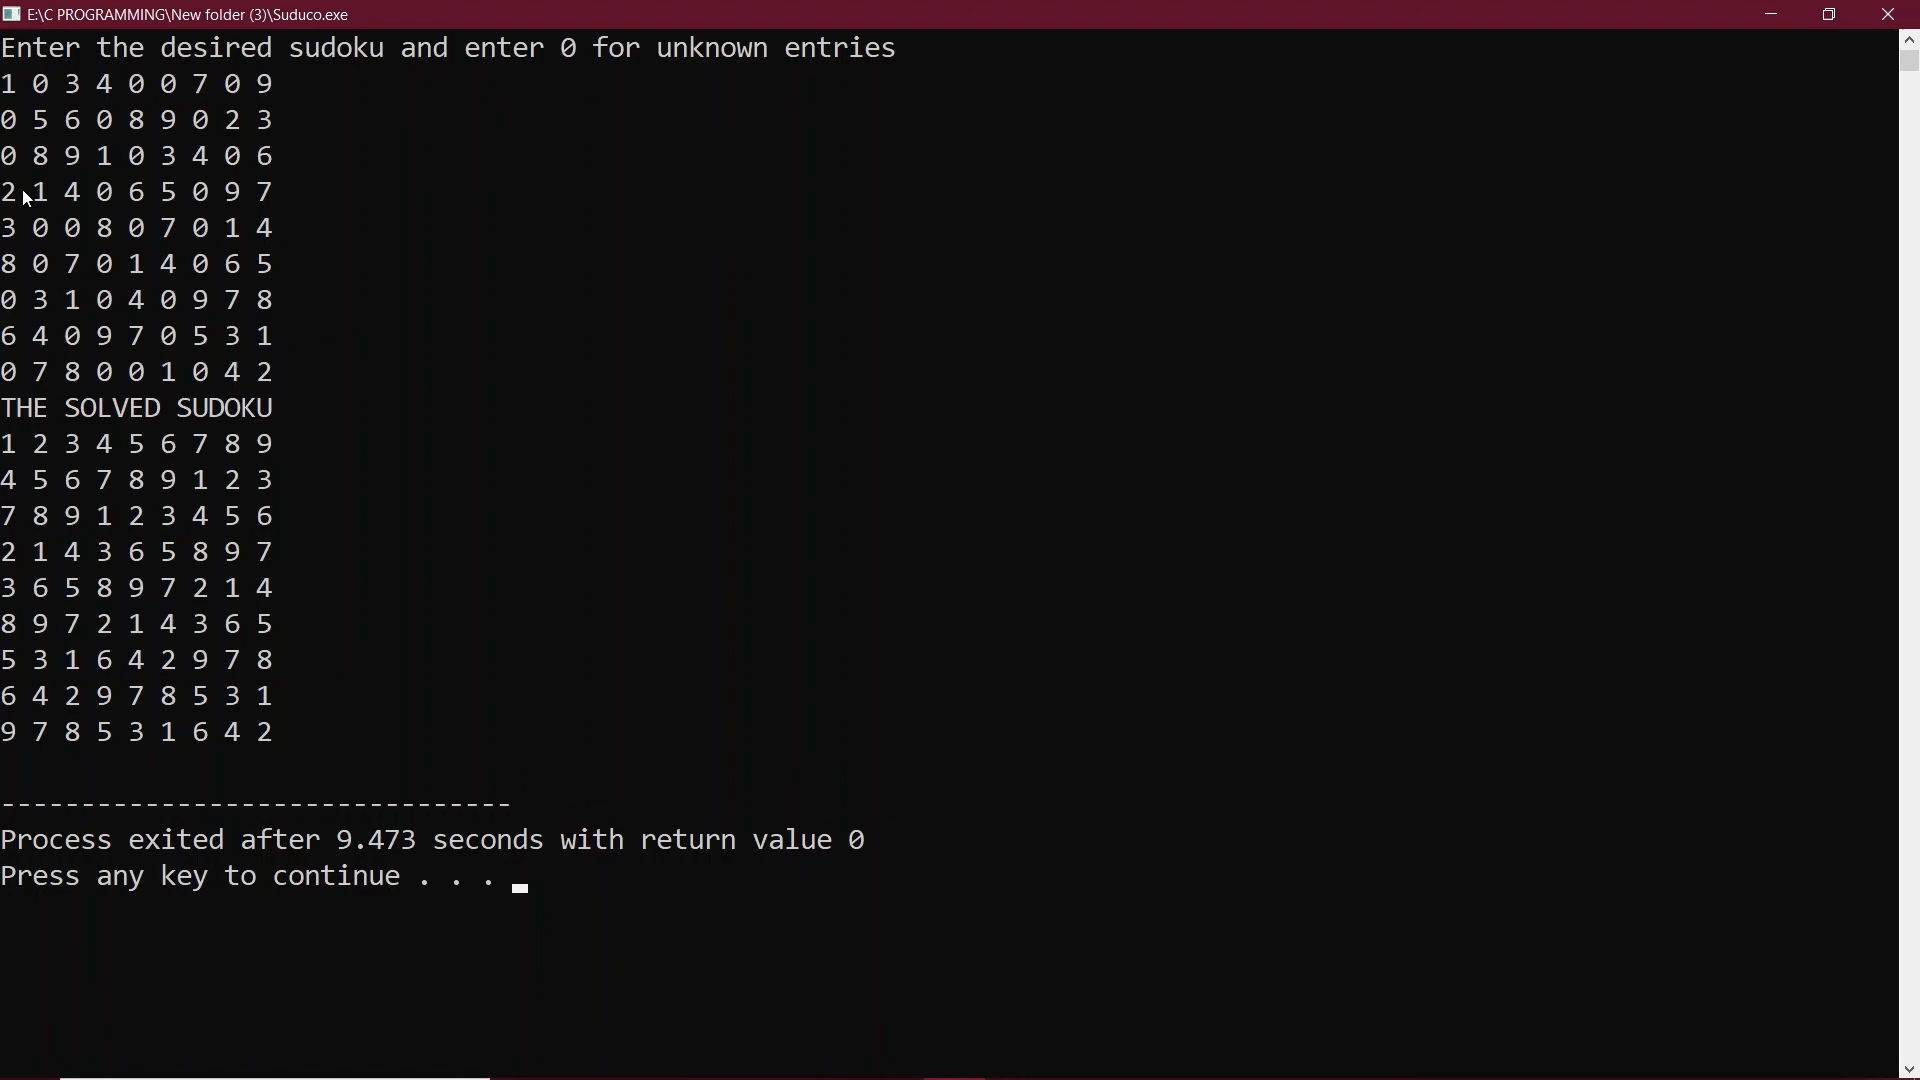 E:\C PROGRAMMING\New folder (3)\Suduco.exe
Enter the desired sudoku and enter 0 for unknown entries
1 0 3 4 0 0 7 0 9
0 5 6 0 8 9 0 2 3
0 8 9 1 0 3 4 0 6
2 1 4 0 6 5 0 9 7
3 0 0 8 0 7 0 1 4
8 0 7 0 1 4 0 6 5
0 3 1 0 4 0 9 7 8
6 4 0 9 7 0 5 3 1
0 7 8 0 0 1 0 4 2
THE SOLVED SUDOKU
1 2 3 4 5 6 7 8 9
4 5 6 7 8 9 1 2 3
7 8 9 1 2 3 4 5 6
2 1 4 3 6 5 8 9 7
3 6 5 8 9 7 2 1 4
8 9 7 2 1 4 3 6 5
5 3 1 6 4 2 9 7 8
6 4 2 9 7 8 5 3 1
9 7 8 5 3 1 6 4 2
--------------------------------
Process exited after 9.473 seconds with return value 0
Press any key to continue . . .